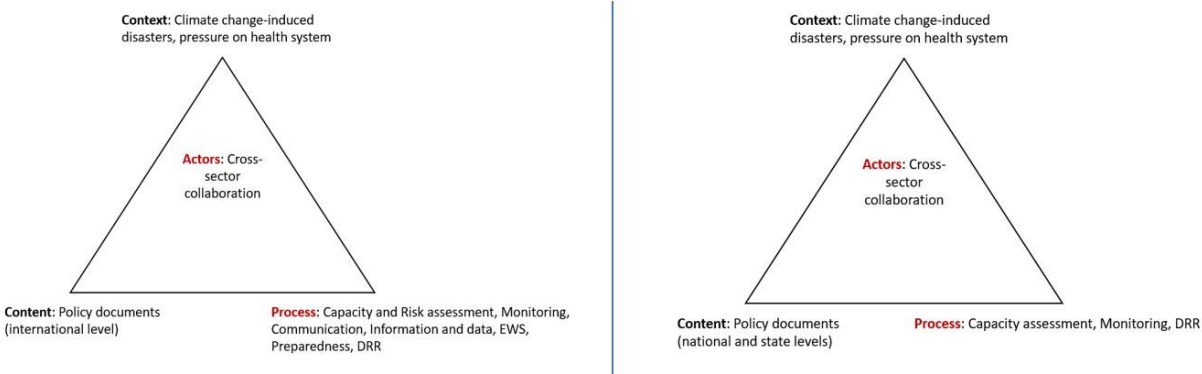 Context: Climate change-induced
disasters, pressure on health system
Actors: Cross-
sector
collaboration
Content: Policy documents
(international level)
Process: Capacity and Risk assessment, Monitoring,
Communication, Information and data, EWS,
Preparedness, DRR
Context: Climate change-induced
disasters, pressure on health system
Actors: Cross-
sector
collaboration
Content: Policy documents
(national and state levels)
Process: Capacity assessment, Monitoring, DRR